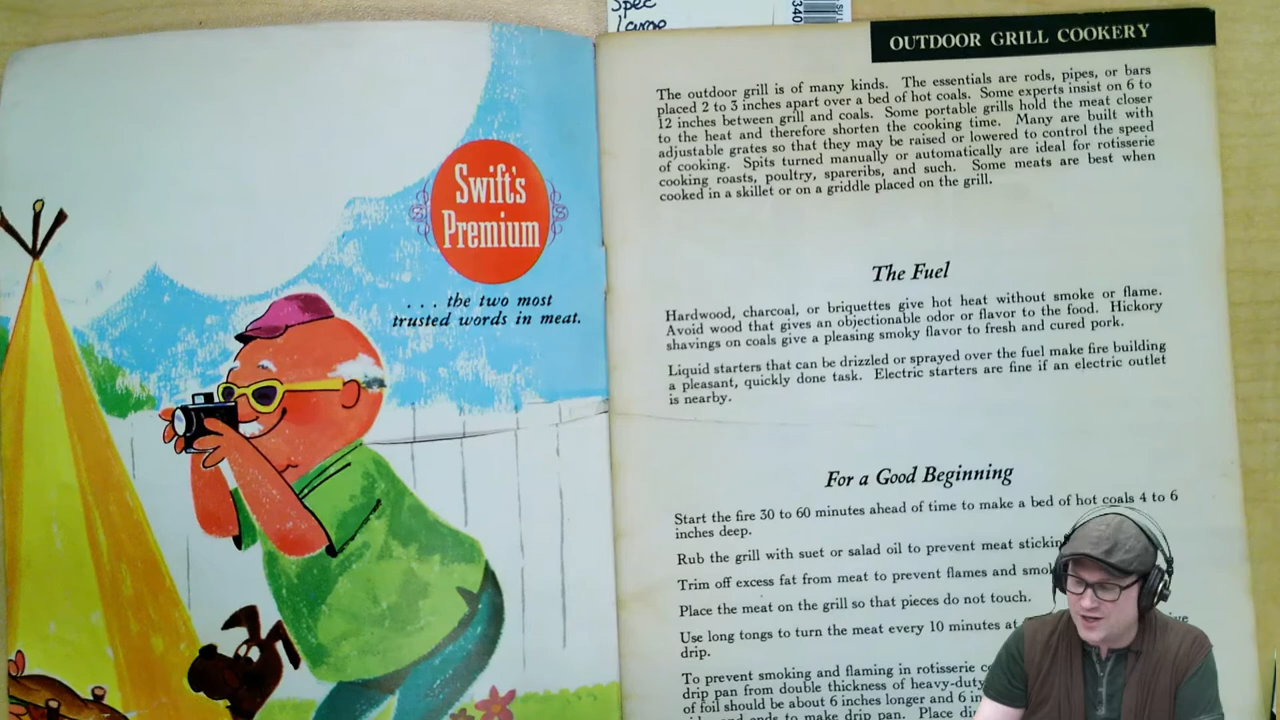 Spec
large
Swift's
Premium
. . . the two most
trusted words in meat.
OUTDOOR GRILL COOKERY
The outdoor grill is of many kinds. The essentials are rods, pipes, or bars
placed 2 to 3 inches apart over a bed of hot coals. Some experts insist on 6 to
12 inches between grill and coals. Some portable grills hold the meat closer
to the heat and therefore shorten the cooking time. Many are built with
adjustable grates so that they may be raised or lowered to control the speed
of cooking. Spits turned manually or automatically are ideal for rotisserie
cooking roasts, poultry, spareribs, and such. Some meats are best when
cooked in a skillet or on a griddle placed on the grill.
The Fuel
Hardwood, charcoal, or briquettes give hot heat without smoke or flame.
Avoid wood that gives an objectionable odor or flavor to the food. Hickory
shavings on coals give a pleasing smoky flavor to fresh and cured pork.
Liquid starters that can be drizzled or sprayed over the fuel make fire building
a pleasant, quickly done task. Electric starters are fine if an electric outlet
is nearby.
For a Good Beginning
Start the fire 30 to 60 minutes ahead of time to make a bed of hot coals 4 to 6
inches deep.
Rub the grill with suet or salad oil to prevent meat
Trim off excess fat from meat to prevent flames and
Place the meat on the grill so that pieces do not touch.
Use long tongs to turn the meat every 10 minutes
drip.
To prevent smoking and flaming in rotisserie
drip pan from double thickness of heavy-duty
of foil should be about 6 inches longer and 6
ends to make drip pan. Place